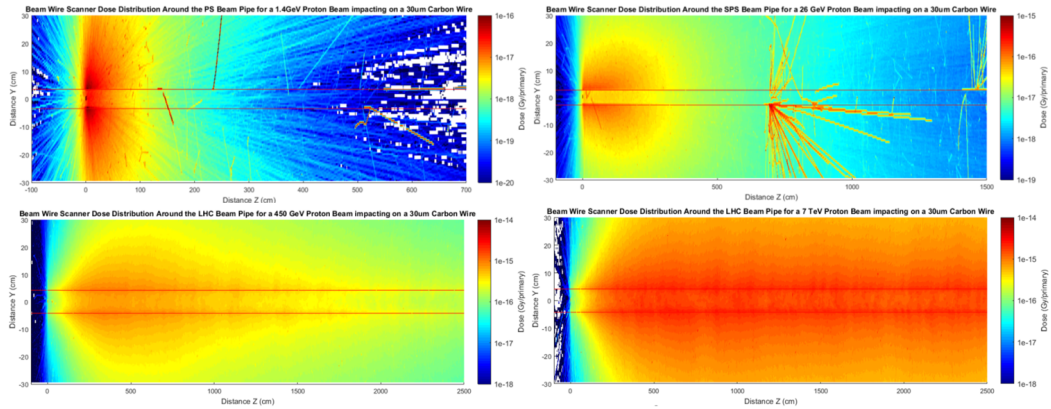 Beam Wire Scanner Dose Distribution Around the PS Beam Pipe for a 1.4GeV Proton Beam impacting on a 30um Carbon Wire
30
20
10
0
-10
-20
-30
Distance Y (cm)
-100
0
100
200
300
400
500
600
700
Distance Z (cm)
1e-16
1e-17
1e-18
1e-19
1e-20
Dose (Gy/primary)
Beam Wire Scanner Dose Distribution Around the SPS Beam Pipe for a 26 GeV Proton Beam impacting on a 30um Carbon Wire
30
20
10
0
-10
-20
-30
Distance Y (cm)
0
500
1000
1500
Distance Z (cm)
1e-15
1e-16
1e-17
1e-18
1e-19
Dose (Gy/primary)
Beam Wire Scanner Dose Distribution Around the LHC Beam Pipe for a 450 GeV Proton Beam impacting on a 30um Carbon Wire
30
20
10
0
-10
-20
-30
Distance Y (cm)
0
500
1000
1500
2000
2500
Distance Z (cm)
1e-14
1e-15
1e-16
1e-17
1e-18
Dose (Gy/primary)
Beam Wire Scanner Dose Distribution Around the LHC Beam Pipe for a 7 TeV Proton Beam impacting on a 30um Carbon Wire
30
20
10
0
-10
-20
-30
Distance Y (cm)
0
500
1000
1500
2000
2500
Distance Z (cm)
1e-14
1e-15
1e-16
1e-17
1e-18
Dose (Gy/primary)